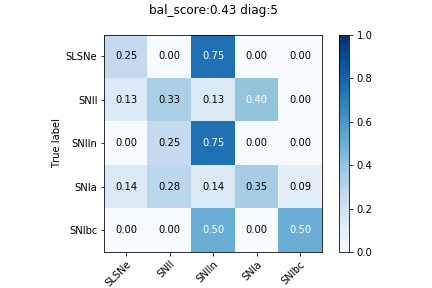 bal_score:0.43 diag:5
True label
SLSNe 0.25 0.00 0.75 0.00 0.00
SNII 0.13 0.33 0.13 0.40 0.00
SNIIn 0.00 0.25 0.75 0.00 0.00
SNIa 0.14 0.28 0.14 0.35 0.09
SNIbc 0.00 0.00 0.50 0.00 0.50
SLSNe SNII SNIIn SNIa SNIbc
1.0
0.8
0.6
0.4
0.2
0.0